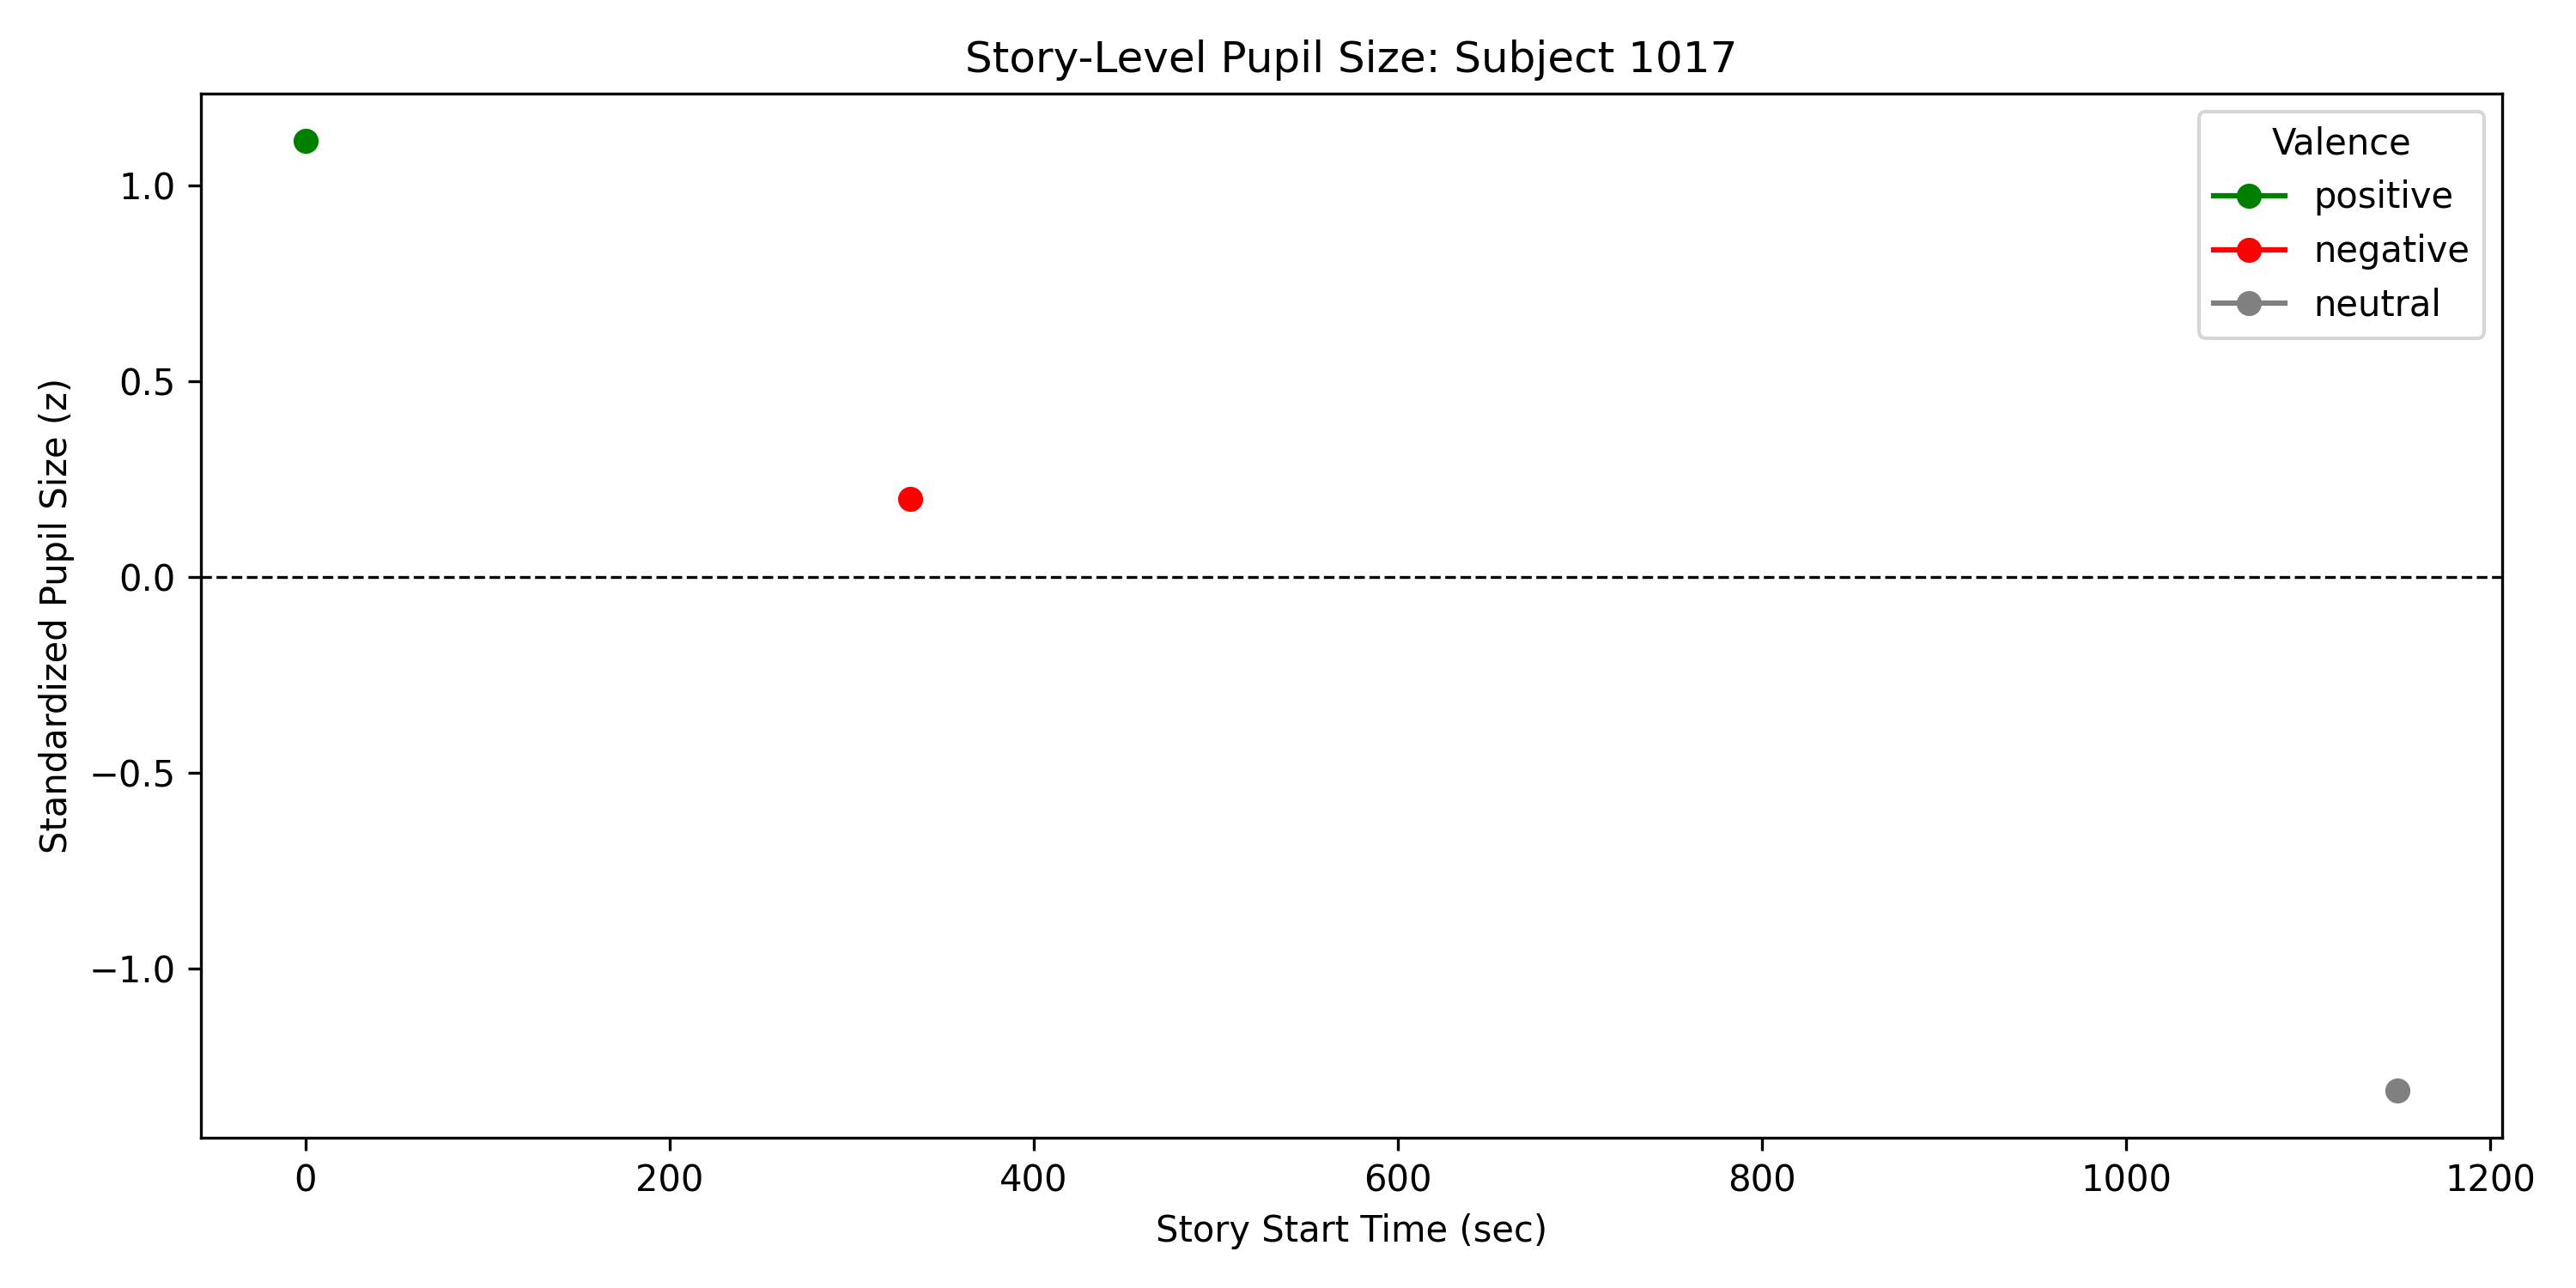 Story-Level Pupil Size: Subject 1017
Valence
positive
negative
neutral
Standardized Pupil Size (z)
1.0
0.5
0.0
−0.5
−1.0
0 200 400 600 800 1000 1200
Story Start Time (sec)